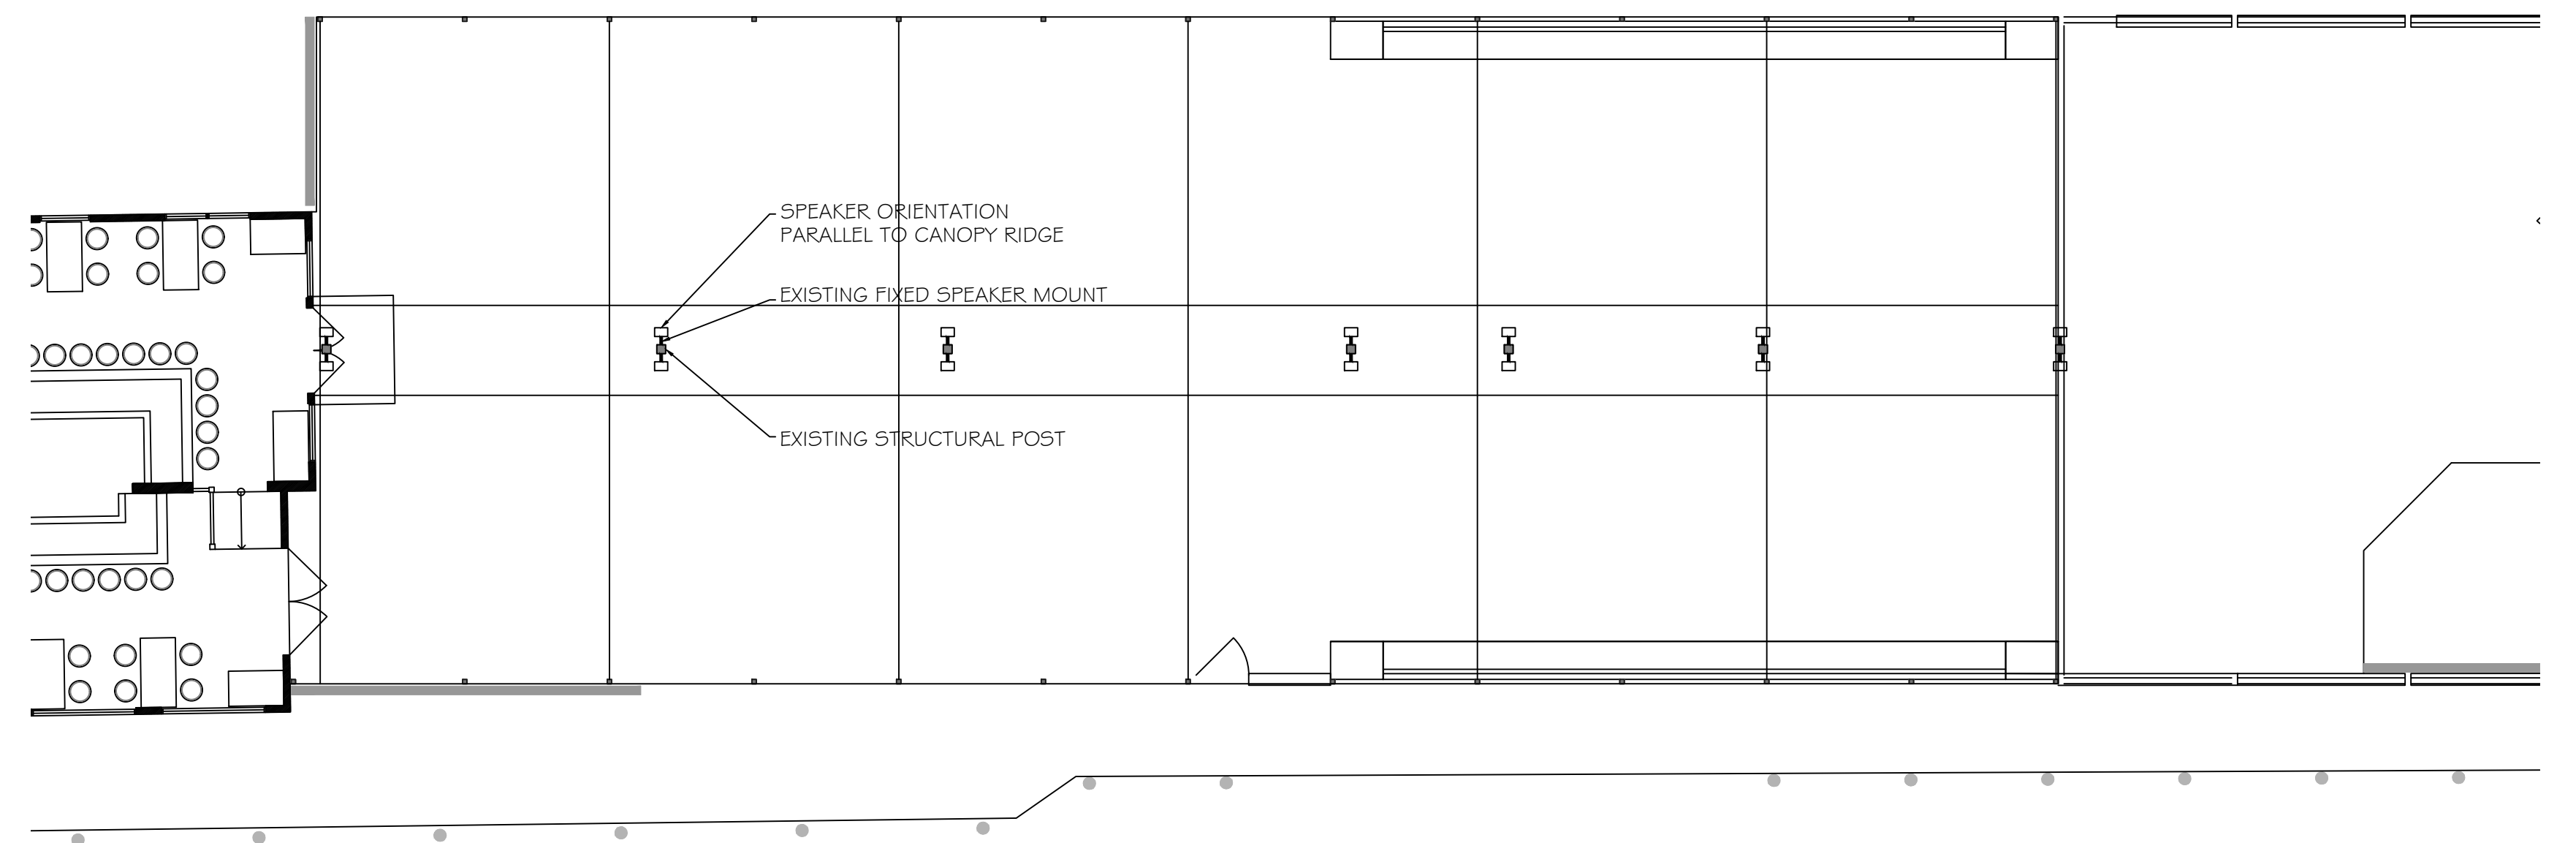 SPEAKER ORIENTATION
PARALLEL TO CANOPY RIDGE
EXISTING FIXED SPEAKER MOUNT
EXISTING STRUCTURAL POST